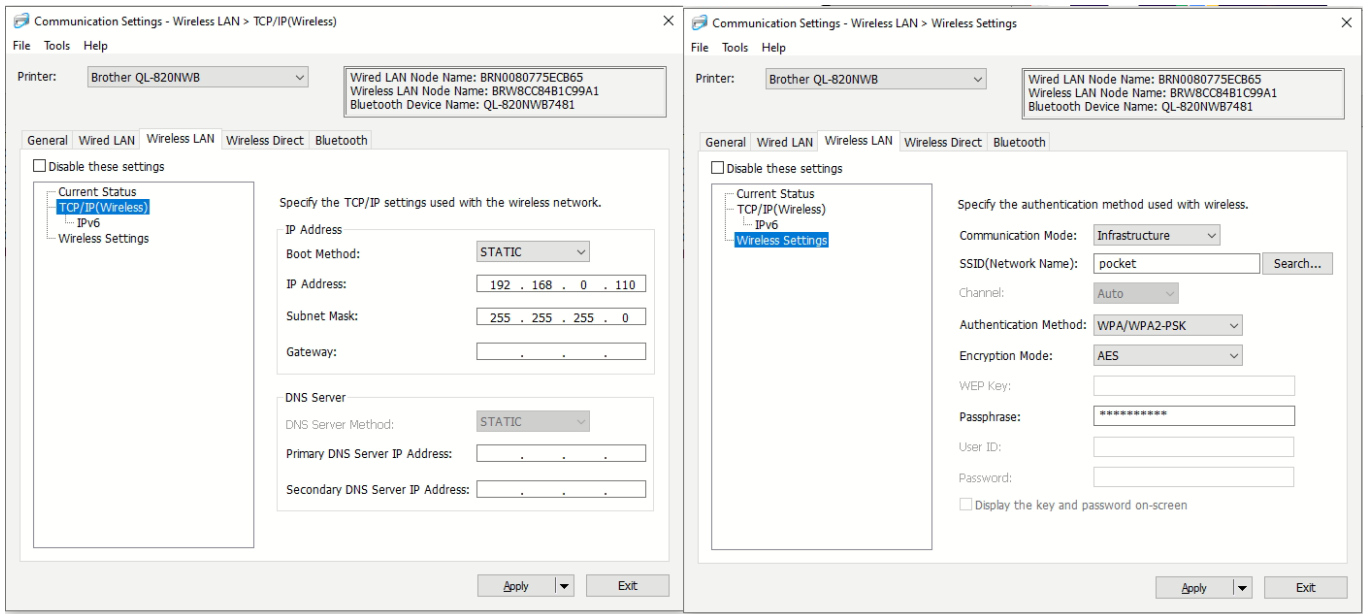 Communication Settings - Wireless LAN > TCP/IP(Wireless)
File Tools Help
Printer: Brother QL-820NWB
Wired LAN Node Name: BRN0080775ECB65
Wireless LAN Node Name: BRW8CC84B1C99A1
Bluetooth Device Name: QL-820NWB7481
General Wired LAN Wireless LAN Wireless Direct Bluetooth
Disable these settings
Current Status
TCP/IP(Wireless)
IPv6
Wireless Settings
Specify the TCP/IP settings used with the wireless network.
IP Address
Boot Method: STATIC
IP Address: 192 . 168 . 0 . 110
Subnet Mask: 255 . 255 . 255 . 0
Gateway: . . .
DNS Server
DNS Server Method: STATIC
Primary DNS Server IP Address: . . .
Secondary DNS Server IP Address: . . .
Apply Exit
Communication Settings - Wireless LAN > Wireless Settings
File Tools Help
Printer: Brother QL-820NWB
Wired LAN Node Name: BRN0080775ECB65
Wireless LAN Node Name: BRW8CC84B1C99A1
Bluetooth Device Name: QL-820NWB7481
General Wired LAN Wireless LAN Wireless Direct Bluetooth
Disable these settings
Current Status
TCP/IP(Wireless)
IPv6
Wireless Settings
Specify the authentication method used with wireless.
Communication Mode: Infrastructure
SSID(Network Name): pocket Search...
Channel: Auto
Authentication Method: WPA/WPA2-PSK
Encryption Mode: AES
WEP Key:
Passphrase: **********
User ID:
Password:
Display the key and password on-screen
Apply Exit